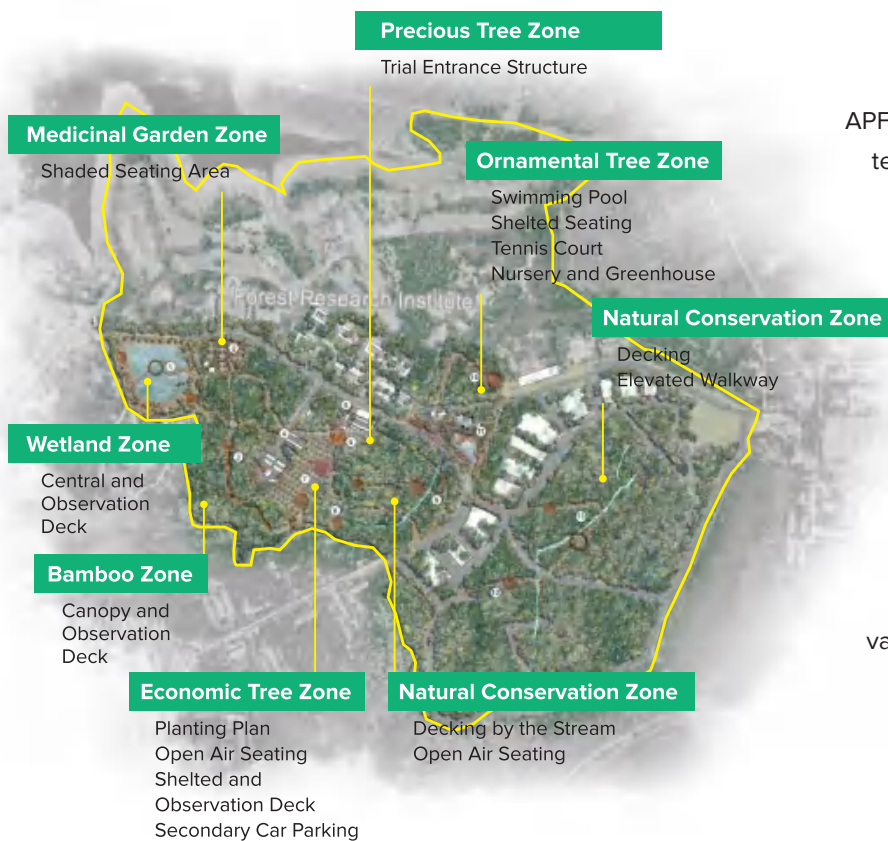 Precious Tree Zone
Trial Entrance Structure
APF
te
Medicinal Garden Zone
Shaded Seating Area
Ornamental Tree Zone
Swimming Pool
Shelted Seating
Tennis Court
Nursery and Greenhouse
Forest Research Institute
Natural Conservation Zone
Decking
Elevated Walkway
Wetland Zone
Central and
Observation
Deck
Bamboo Zone
Canopy and
Observation
Deck
va
Economic Tree Zone
Planting Plan
Open Air Seating
Shelted and
Observation Deck
Secondary Car Parking
Natural Conservation Zone
Decking by the Stream
Open Air Seating